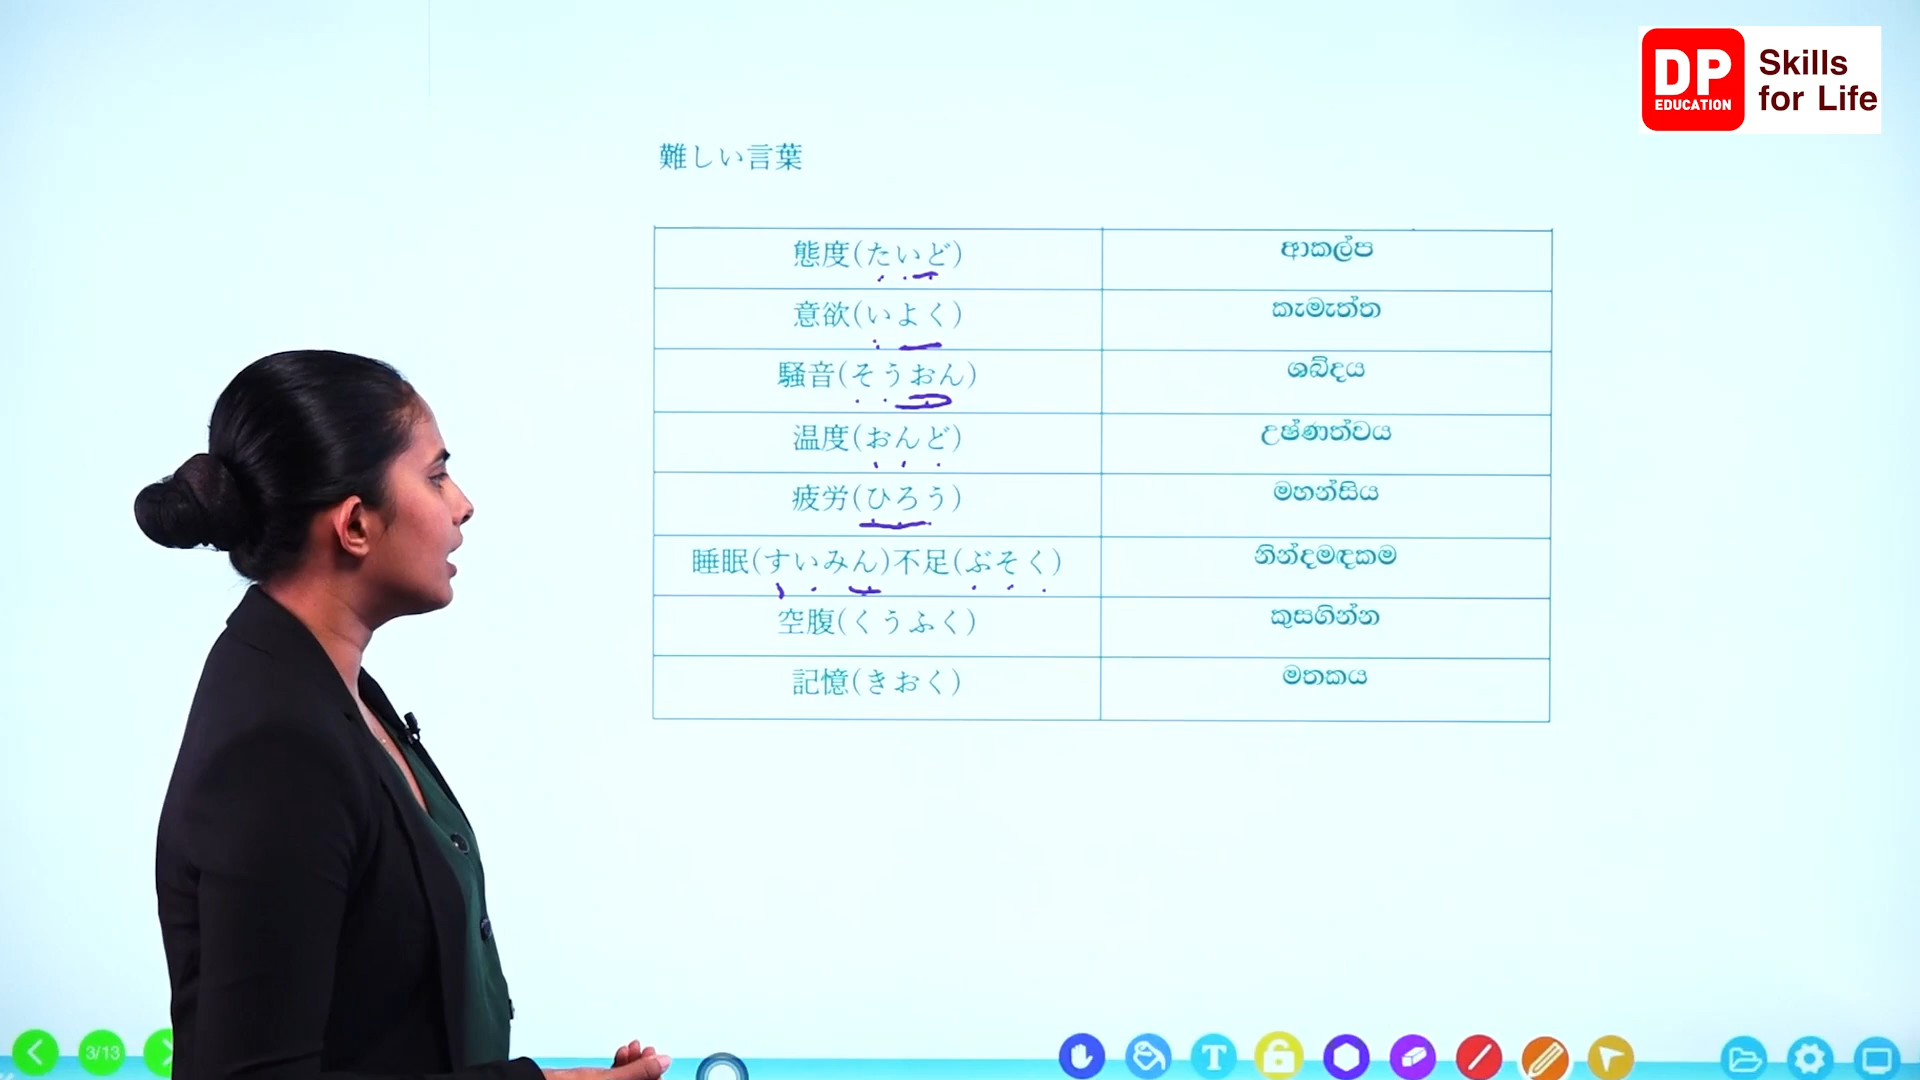 DP
EDUCATION
Skills
for Life
難しい言葉
態度(たいど) ආකල්ප
意欲(いよく) කැමැත්ත
騒音(そうおん) ශබ්දය
温度(おんど) උෂ්ණත්වය
疲労(ひろう) මහන්සිය
睡眠(すいみん)不足(ぶそく) නින්දමඳකම
空腹(くうふく) කුසගින්න
記憶(きおく) මතකය
3/13
T